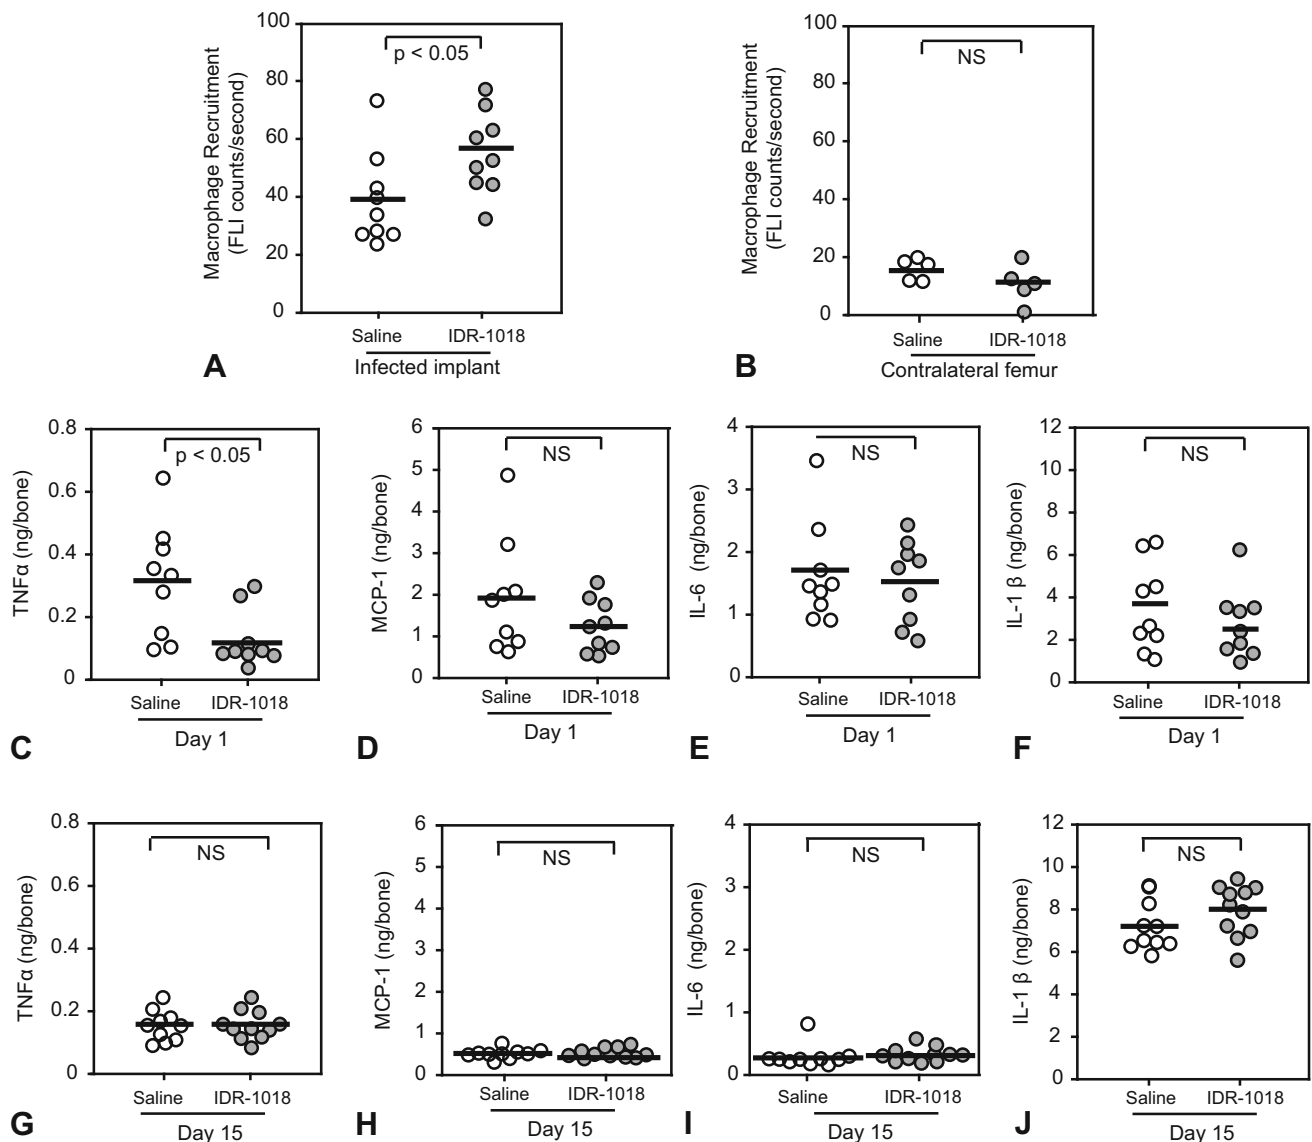 100
80
60
40
20
0
Macrophage Recruitment
(FLI counts/second)
p < 0.05
Saline IDR-1018
Infected implant
A
100
80
60
40
20
0
Macrophage Recruitment
(FLI counts/second)
NS
Saline IDR-1018
Contralateral femur
B
0.8
0.6
0.4
0.2
0
TNFα (ng/bone)
p < 0.05
Saline IDR-1018
Day 1
C
6
5
4
3
2
1
0
MCP-1 (ng/bone)
NS
Saline IDR-1018
Day 1
D
4
3
2
1
0
IL-6 (ng/bone)
NS
Saline IDR-1018
Day 1
E
12
10
8
6
4
2
0
IL-1 β (ng/bone)
NS
Saline IDR-1018
Day 1
F
0.8
0.6
0.4
0.2
0
TNFα (ng/bone)
NS
Saline IDR-1018
Day 15
G
6
5
4
3
2
1
0
MCP-1 (ng/bone)
NS
Saline IDR-1018
Day 15
H
4
3
2
1
0
IL-6 (ng/bone)
NS
Saline IDR-1018
Day 15
I
12
10
8
6
4
2
0
IL-1 β (ng/bone)
NS
Saline IDR-1018
Day 15
J